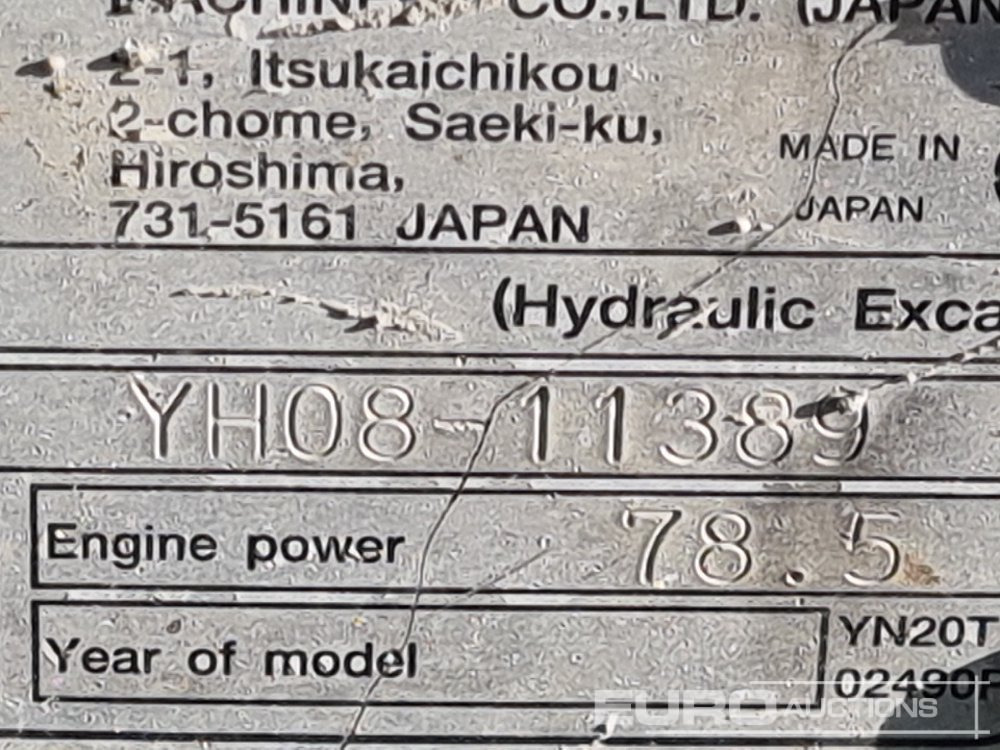 CO.,LTD. (JAPAN
2-1, Itsukaichikou
2-chome, Saeki-ku,
Hiroshima,
731-5161 JAPAN
MADE IN
JAPAN
(Hydraulic Exca
YH08-11389
Engine power 78.5
Year of model
YN20T
02490P
EURO AUCTIONS